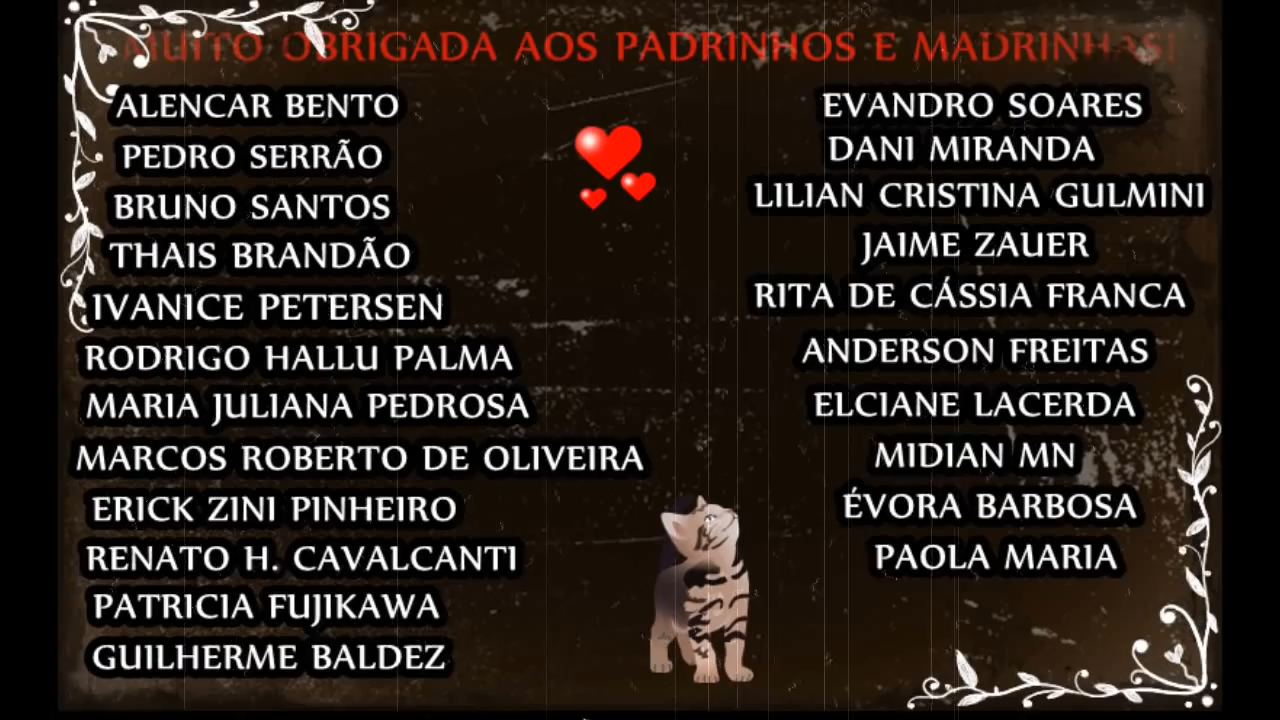 MUITO OBRIGADA AOS PADRINHOS E MADRINHAS!
ALENCAR BENTO
PEDRO SERRÃO
BRUNO SANTOS
THAIS BRANDÃO
IVANICE PETERSEN
RODRIGO HALLU PALMA
MARIA JULIANA PEDROSA
MARCOS ROBERTO DE OLIVEIRA
ERICK ZINI PINHEIRO
RENATO H. CAVALCANTI
PATRICIA FUJIKAWA
GUILHERME BALDEZ
EVANDRO SOARES
DANI MIRANDA
LILIAN CRISTINA GULMINI
JAIME ZAUER
RITA DE CÁSSIA FRANCA
ANDERSON FREITAS
ELCIANE LACERDA
MIDIAN MN
ÉVORA BARBOSA
PAOLA MARIA